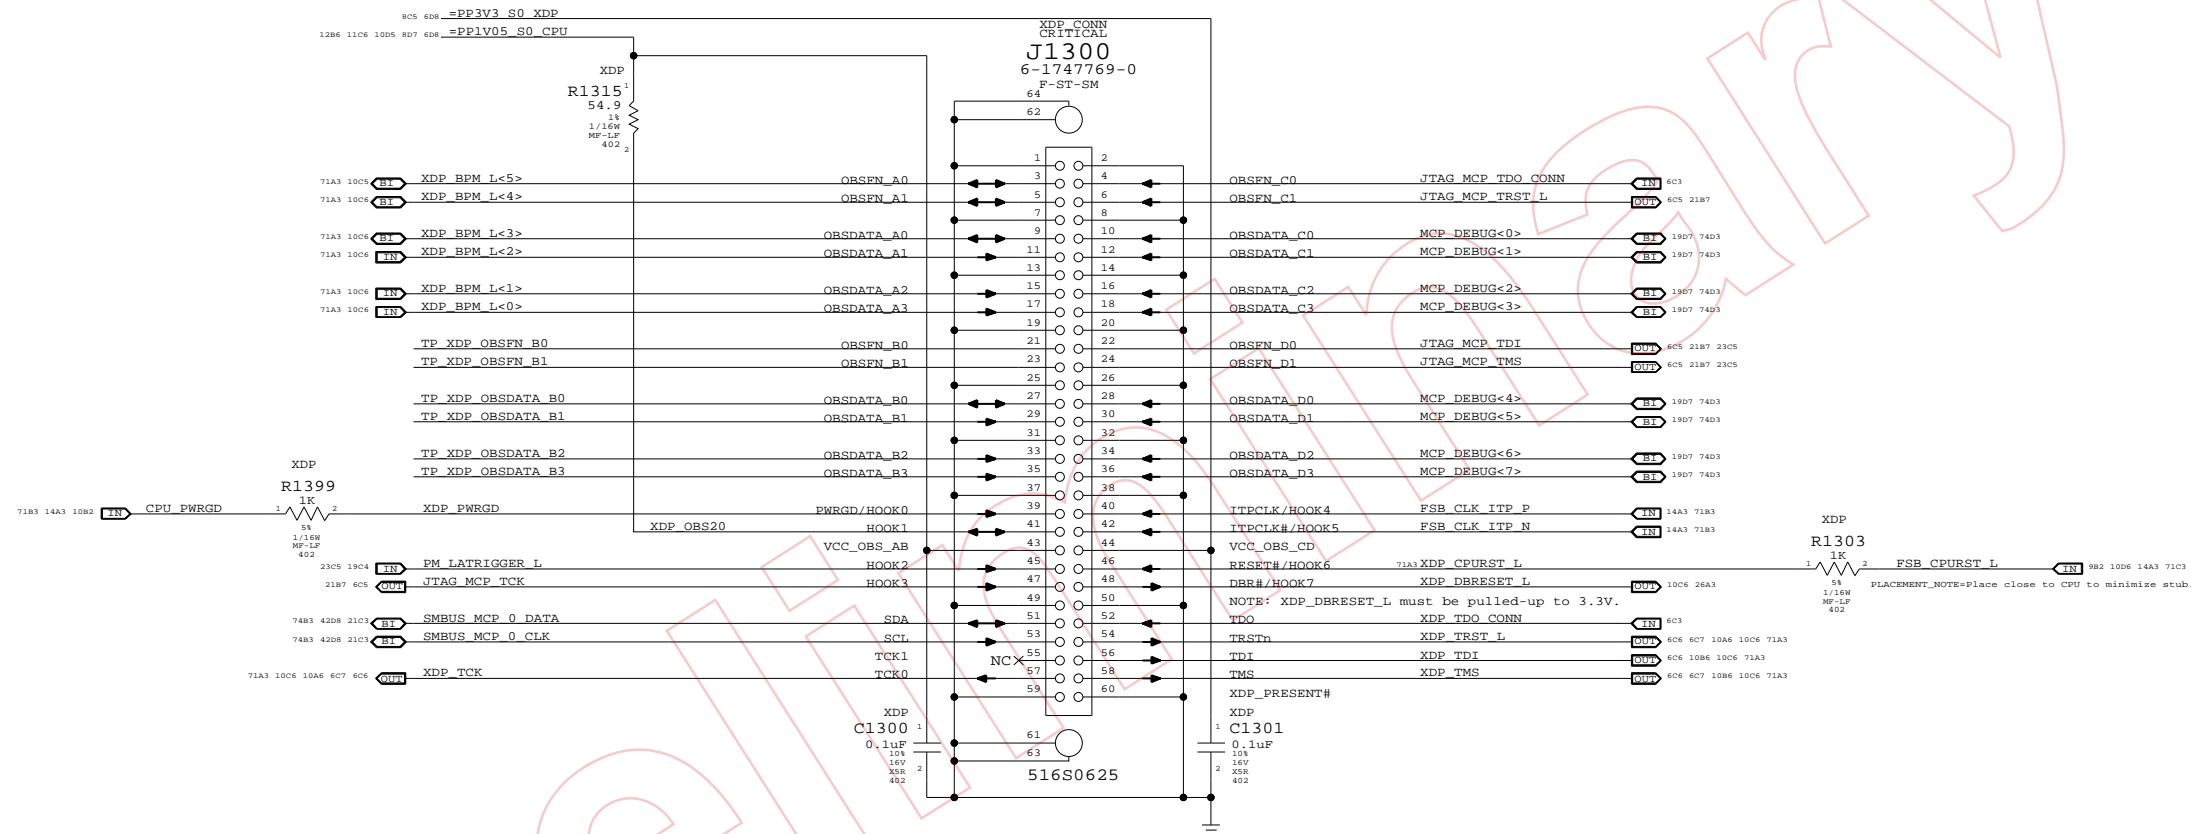 8C5 6D8 =PP3V3_S0_XDP
12B6 11C6 10D5 8D7 6D8 =PP1V05_S0_CPU
XDP_CONN
CRITICAL
J1300
6-1747769-0
F-ST-SM
XDP
R1315 1
54.9
1%
1/16W
MF-LF
402 2
64
62
1 2
71A3 10C5 BI XDP_BPM_L<5> OBSFN_A0 3 4 OBSFN_C0 JTAG_MCP_TDO_CONN IN 6C3
71A3 10C6 BI XDP_BPM_L<4> OBSFN_A1 5 6 OBSFN_C1 JTAG_MCP_TRST_L OUT 6C5 21B7
7 8
71A3 10C6 BI XDP_BPM_L<3> OBSDATA_A0 9 10 OBSDATA_C0 MCP_DEBUG<0> BI 19D7 74D3
71A3 10C6 IN XDP_BPM_L<2> OBSDATA_A1 11 12 OBSDATA_C1 MCP_DEBUG<1> BI 19D7 74D3
13 14
71A3 10C6 IN XDP_BPM_L<1> OBSDATA_A2 15 16 OBSDATA_C2 MCP_DEBUG<2> BI 19D7 74D3
71A3 10C6 IN XDP_BPM_L<0> OBSDATA_A3 17 18 OBSDATA_C3 MCP_DEBUG<3> BI 19D7 74D3
19 20
TP_XDP_OBSFN_B0 OBSFN_B0 21 22 OBSFN_D0 JTAG_MCP_TDI OUT 6C5 21B7 23C5
TP_XDP_OBSFN_B1 OBSFN_B1 23 24 OBSFN_D1 JTAG_MCP_TMS OUT 6C5 21B7 23C5
25 26
TP_XDP_OBSDATA_B0 OBSDATA_B0 27 28 OBSDATA_D0 MCP_DEBUG<4> BI 19D7 74D3
TP_XDP_OBSDATA_B1 OBSDATA_B1 29 30 OBSDATA_D1 MCP_DEBUG<5> BI 19D7 74D3
31 32
TP_XDP_OBSDATA_B2 OBSDATA_B2 33 34 OBSDATA_D2 MCP_DEBUG<6> BI 19D7 74D3
TP_XDP_OBSDATA_B3 OBSDATA_B3 35 36 OBSDATA_D3 MCP_DEBUG<7> BI 19D7 74D3
37 38
XDP
R1399
1K
71B3 14A3 10B2 IN CPU_PWRGD 1 2 XDP_PWRGD PWRGD/HOOK0 39 40 ITPCLK/HOOK4 FSB_CLK_ITP_P IN 14A3 71B3
5%
1/16W
MF-LF
402
XDP_OBS20 HOOK1 41 42 ITPCLK#/HOOK5 FSB_CLK_ITP_N IN 14A3 71B3
VCC_OBS_AB 43 44 VCC_OBS_CD
XDP
R1303
1K
23C5 19C4 IN PM_LATRIGGER_L HOOK2 45 46 RESET#/HOOK6 71A3 XDP_CPURST_L 1 2 FSB_CPURST_L IN 9B2 10D6 14A3 71C3
5%
1/16W
MF-LF
402
PLACEMENT_NOTE=Place close to CPU to minimize stub.
21B7 6C5 OUT JTAG_MCP_TCK HOOK3 47 48 DBR#/HOOK7 XDP_DBRESET_L OUT 10C6 26A3
49 50 NOTE: XDP_DBRESET_L must be pulled-up to 3.3V.
74B3 42D8 21C3 BI SMBUS_MCP_0_DATA SDA 51 52 TDO XDP_TDO_CONN IN 6C3
74B3 42D8 21C3 BI SMBUS_MCP_0_CLK SCL 53 54 TRSTn XDP_TRST_L OUT 6C6 6C7 10A6 10C6 71A3
TCK1 NC 55 56 TDI XDP_TDI OUT 6C6 10B6 10C6 71A3
71A3 10C6 10A6 6C7 6C6 OUT XDP_TCK TCK0 57 58 TMS XDP_TMS OUT 6C6 6C7 10B6 10C6 71A3
59 60 XDP_PRESENT#
XDP
C1300 1
0.1uF
10%
16V
X5R 2
402
61
63
516S0625
XDP
1 C1301
0.1uF
10%
16V
2 X5R
402